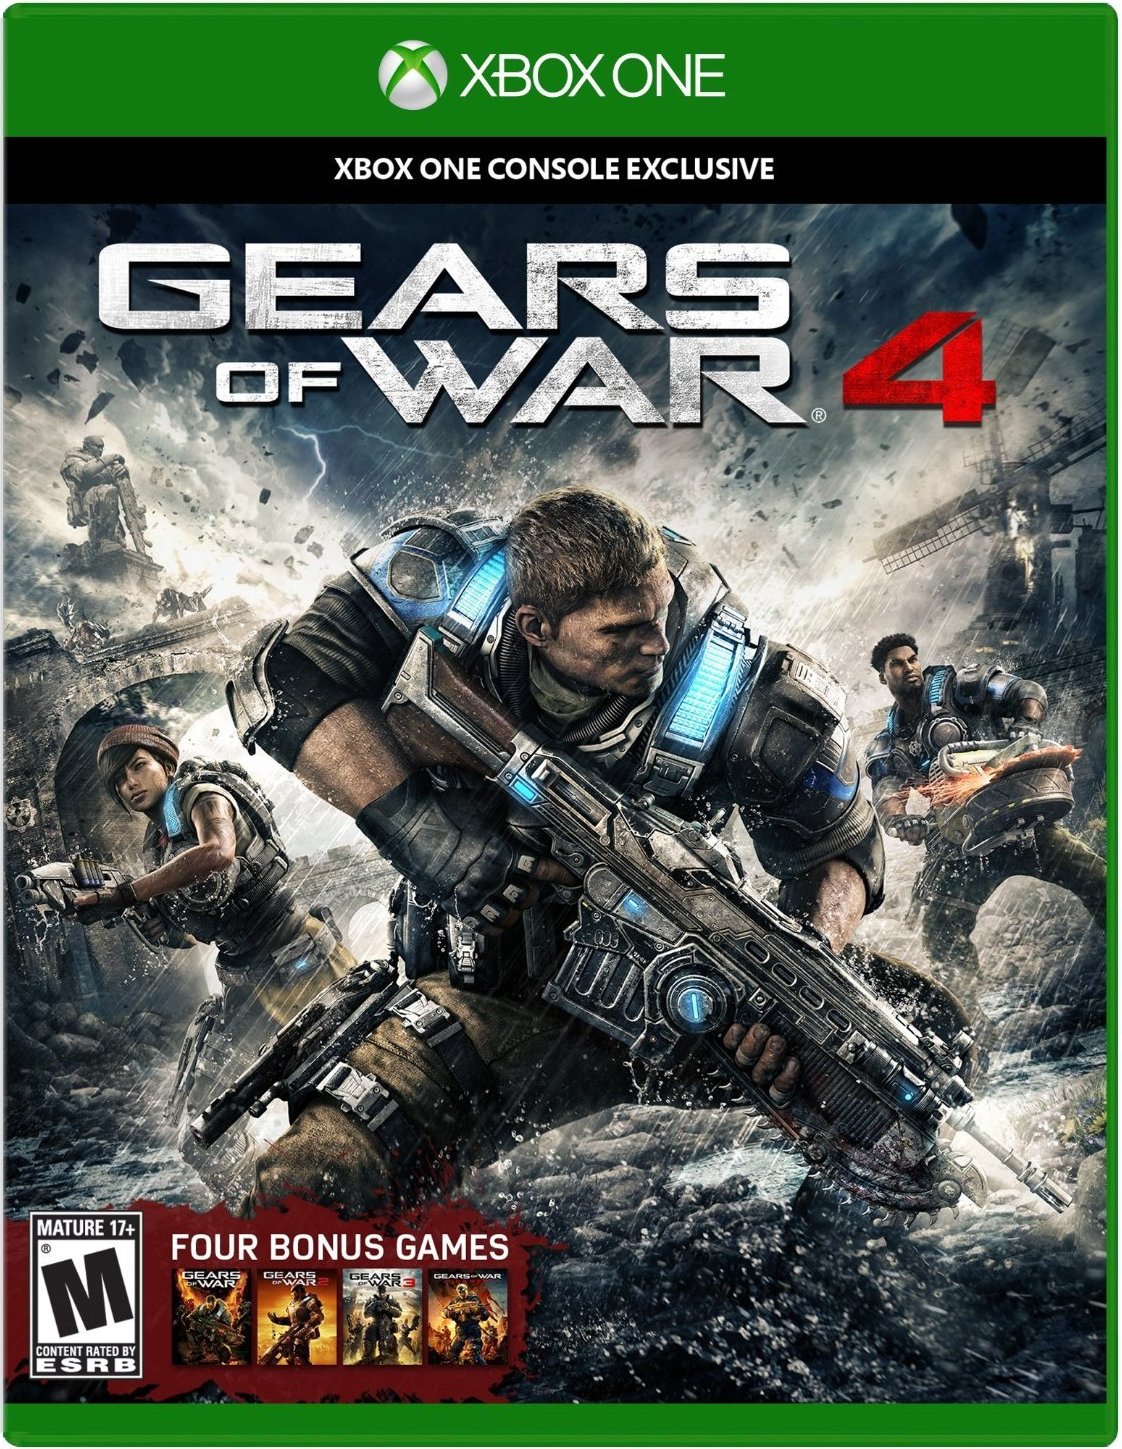 XBOX ONE
XBOX ONE CONSOLE EXCLUSIVE
GEARS
OF WAR® 4
MATURE 17+
M®
CONTENT RATED BY
ESRB
FOUR BONUS GAMES
GEARS
OF WAR
GEARS
OF WAR 2
GEARS
OF WAR 3
GEARS OF WAR